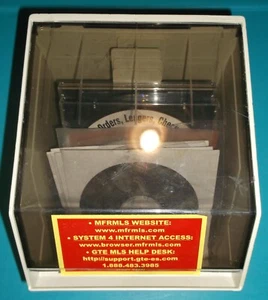 Orders, Ledgers, Check
• MFRMLS WEBSITE:
www.mfrmls.com
• SYSTEM 4 INTERNET ACCESS:
www.browser.mfrmls.com
• GTE MLS HELP DESK:
http://support.gte-es.com
1.880.483.3985